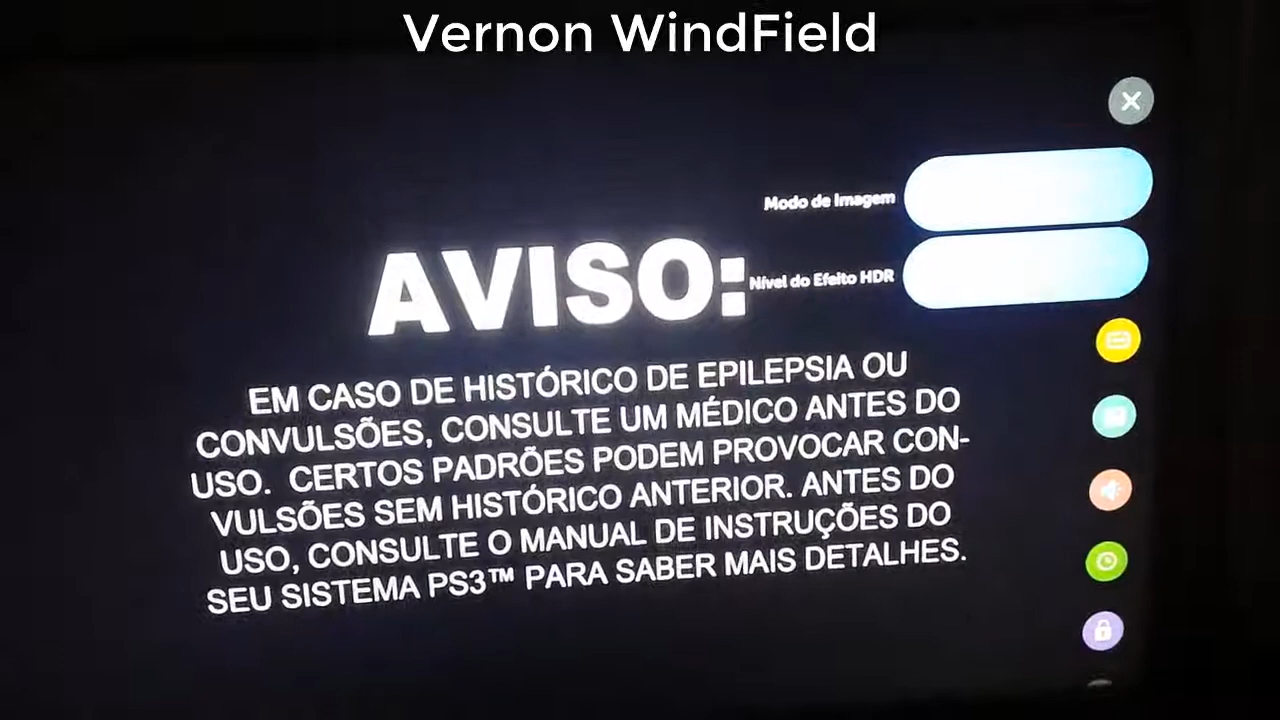 Vernon WindField
Modo de Imagem
AVISO:
Nível do Efeito HDR
EM CASO DE HISTÓRICO DE EPILEPSIA OU
CONVULSÕES, CONSULTE UM MÉDICO ANTES DO
USO. CERTOS PADRÕES PODEM PROVOCAR CON-
VULSÕES SEM HISTÓRICO ANTERIOR. ANTES DO
USO, CONSULTE O MANUAL DE INSTRUÇÕES DO
SEU SISTEMA PS3™ PARA SABER MAIS DETALHES.